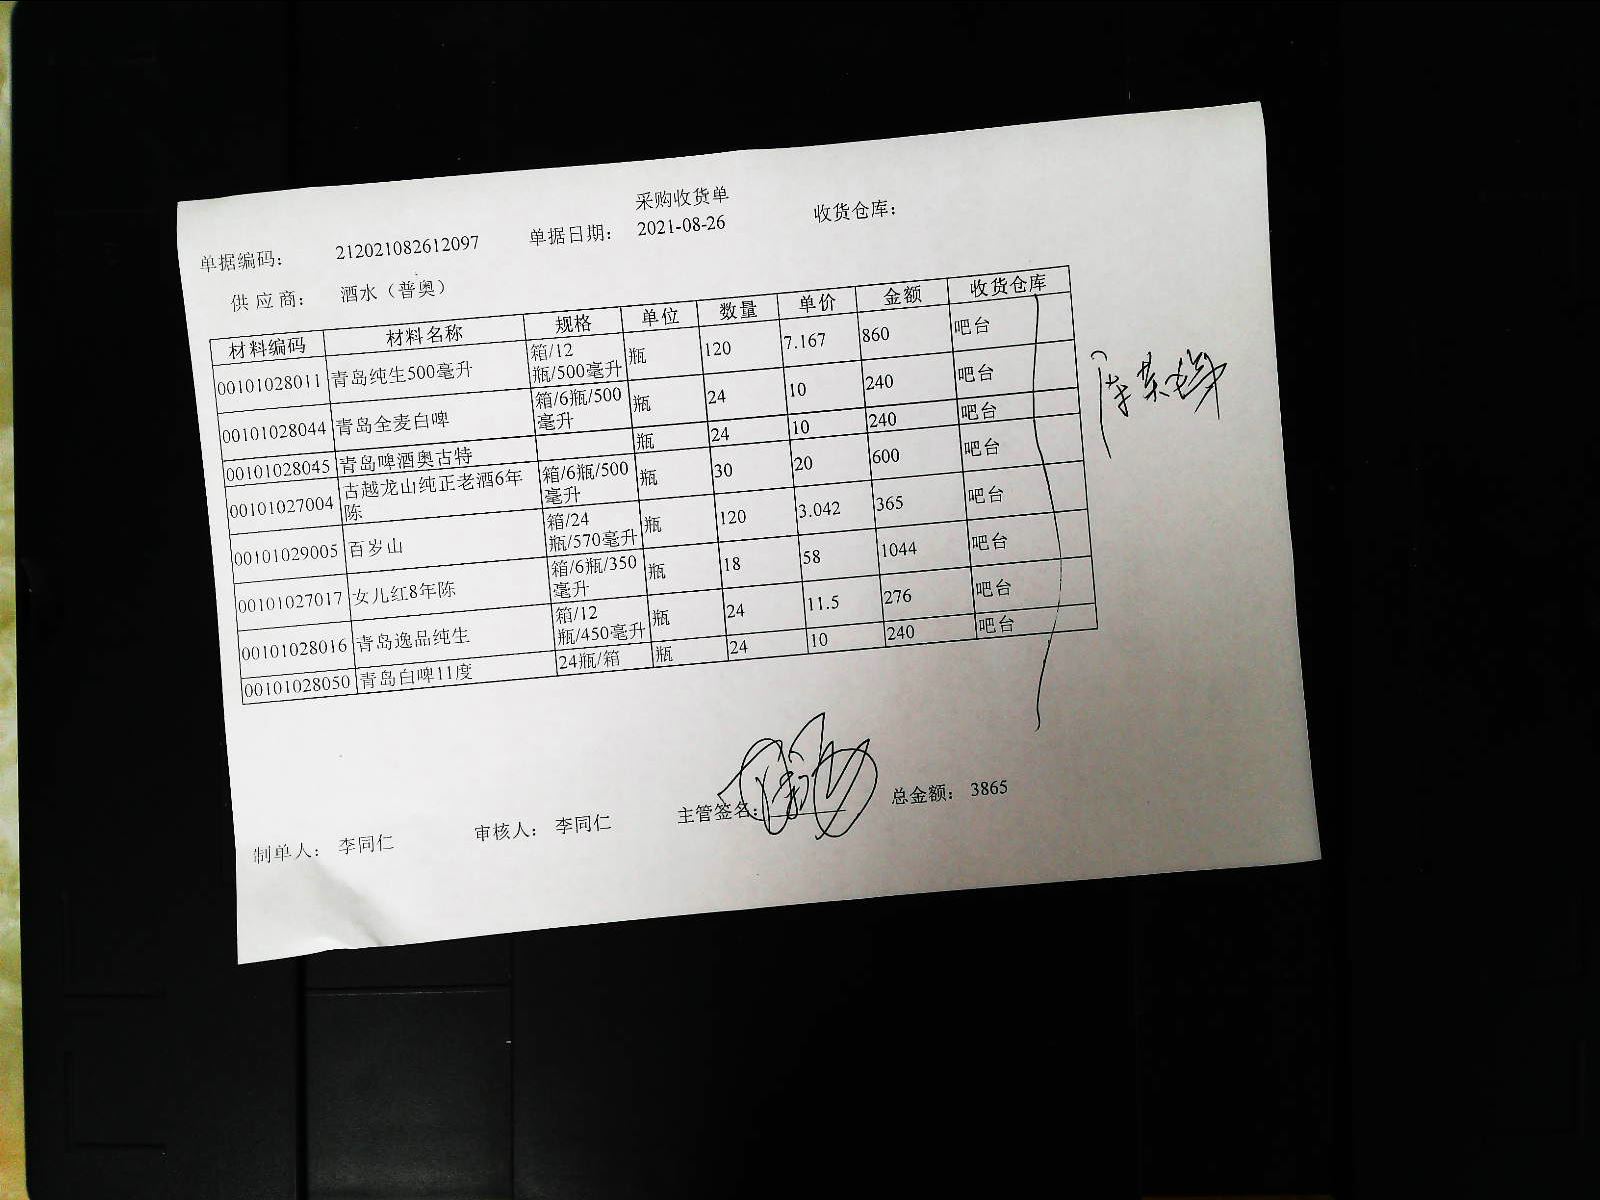 采购收货单
单据编码： 212021082612097 单据日期： 2021-08-26 收货仓库：
供 应 商： 酒水（普奥）
材料编码 材料名称 规格 单位 数量 单价 金额 收货仓库
00101028011 青岛纯生500毫升 箱/12瓶/500毫升 瓶 120 7.167 860 吧台
00101028044 青岛全麦白啤 箱/6瓶/500毫升 瓶 24 10 240 吧台
00101028045 青岛啤酒奥古特 瓶 24 10 240 吧台
00101027004 古越龙山纯正老酒6年陈 箱/6瓶/500毫升 瓶 30 20 600 吧台
00101029005 百岁山 箱/24瓶/570毫升 瓶 120 3.042 365 吧台
00101027017 女儿红8年陈 箱/6瓶/350毫升 瓶 18 58 1044 吧台
00101028016 青岛逸品纯生 箱/12瓶/450毫升 瓶 24 11.5 276 吧台
00101028050 青岛白啤11度 24瓶/箱 瓶 24 10 240 吧台
制单人： 李同仁 审核人： 李同仁 主管签名： 总金额： 3865